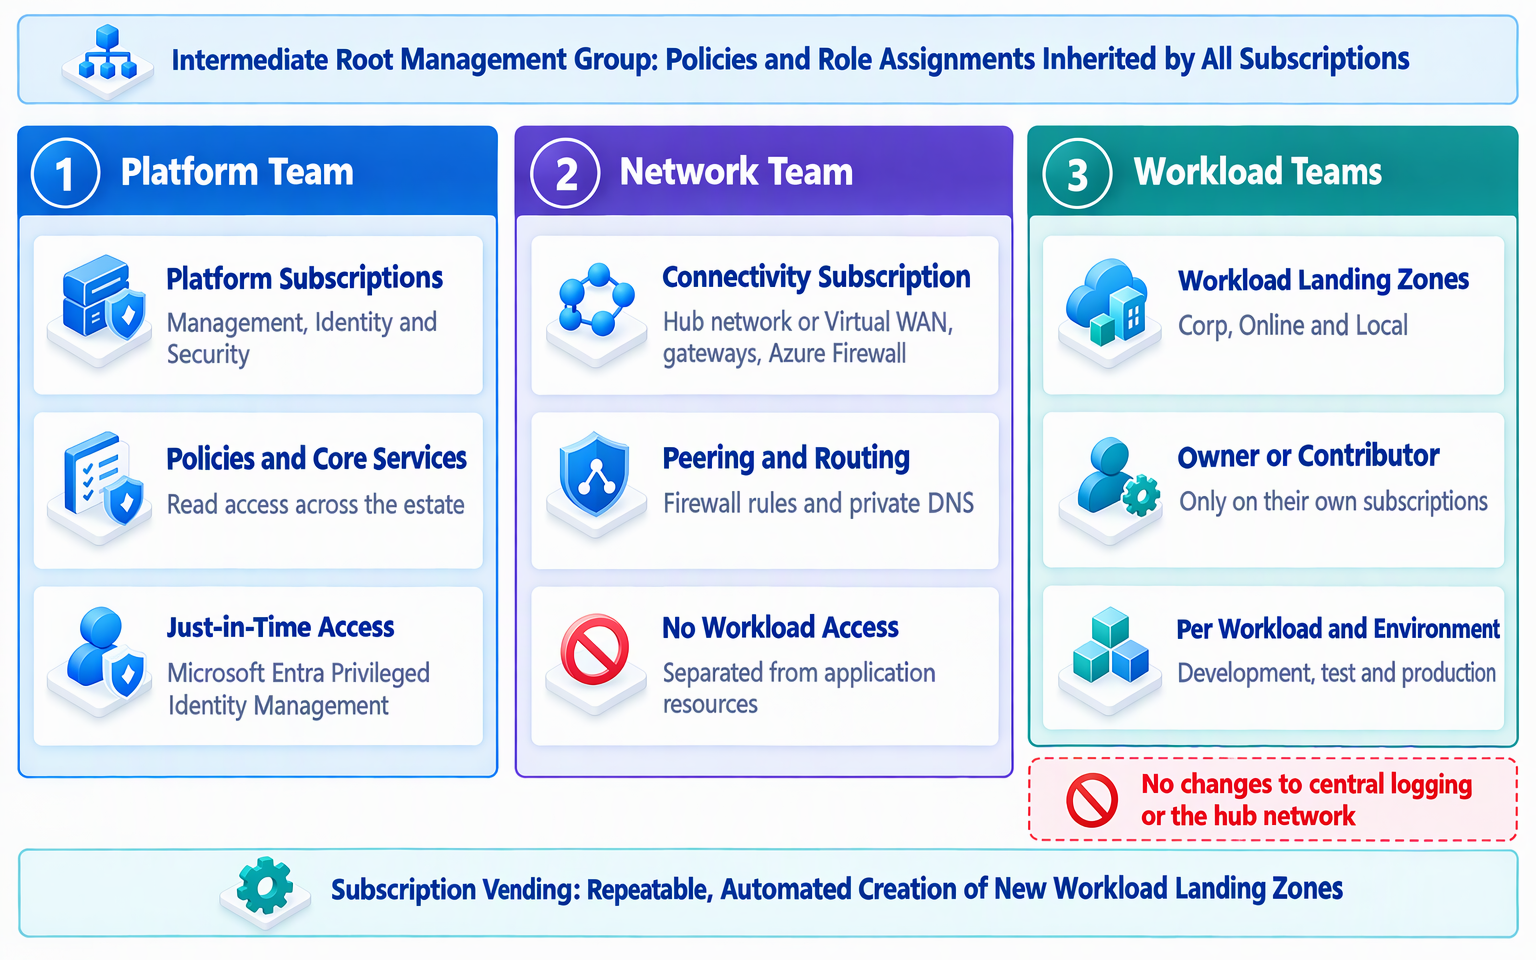 Intermediate Root Management Group: Policies and Role Assignments Inherited by All Subscriptions
1 Platform Team
Platform Subscriptions
Management, Identity and
Security
Policies and Core Services
Read access across the estate
Just-in-Time Access
Microsoft Entra Privileged
Identity Management
2 Network Team
Connectivity Subscription
Hub network or Virtual WAN,
gateways, Azure Firewall
Peering and Routing
Firewall rules and private DNS
No Workload Access
Separated from application
resources
3 Workload Teams
Workload Landing Zones
Corp, Online and Local
Owner or Contributor
Only on their own subscriptions
Per Workload and Environment
Development, test and production
No changes to central logging
or the hub network
Subscription Vending: Repeatable, Automated Creation of New Workload Landing Zones